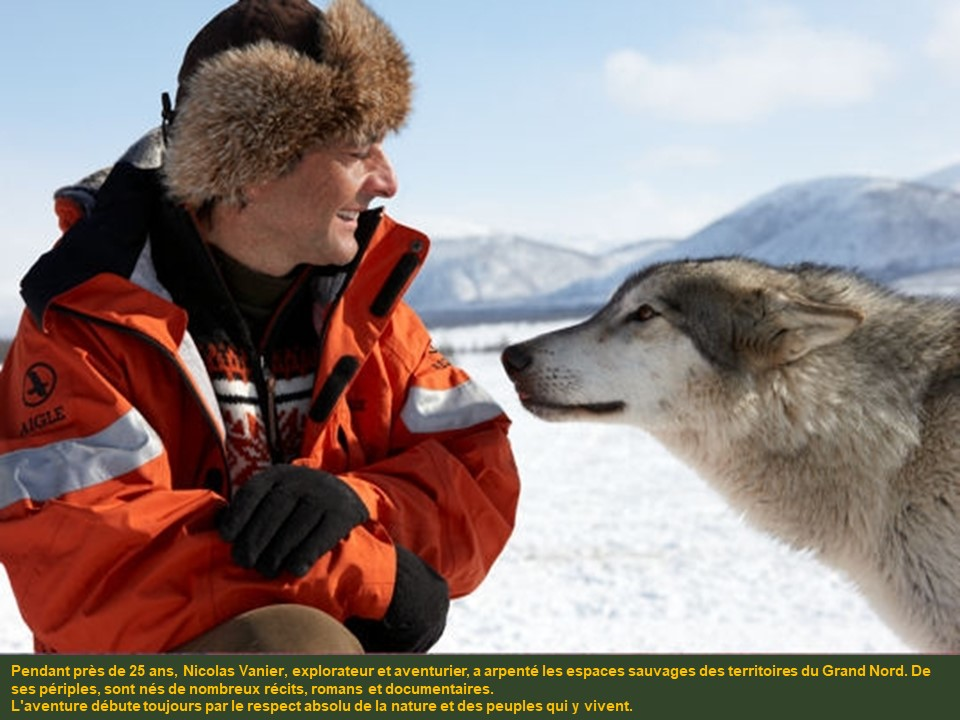 AIGLE
Pendant près de 25 ans, Nicolas Vanier, explorateur et aventurier, a arpenté les espaces sauvages des territoires du Grand Nord. De
ses périples, sont nés de nombreux récits, romans et documentaires.
L'aventure débute toujours par le respect absolu de la nature et des peuples qui y vivent.